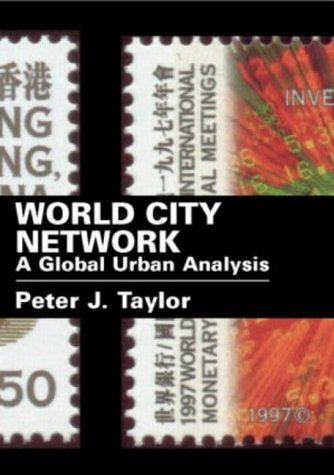 香港
NG
NG,
一九九七年年會
INTERNATIONAL
AL MEETINGS
INVE
WORLD CITY
NETWORK
A Global Urban Analysis
Peter J. Taylor
50
世界銀行/國
1997 WORLD
MONETARY
1997©